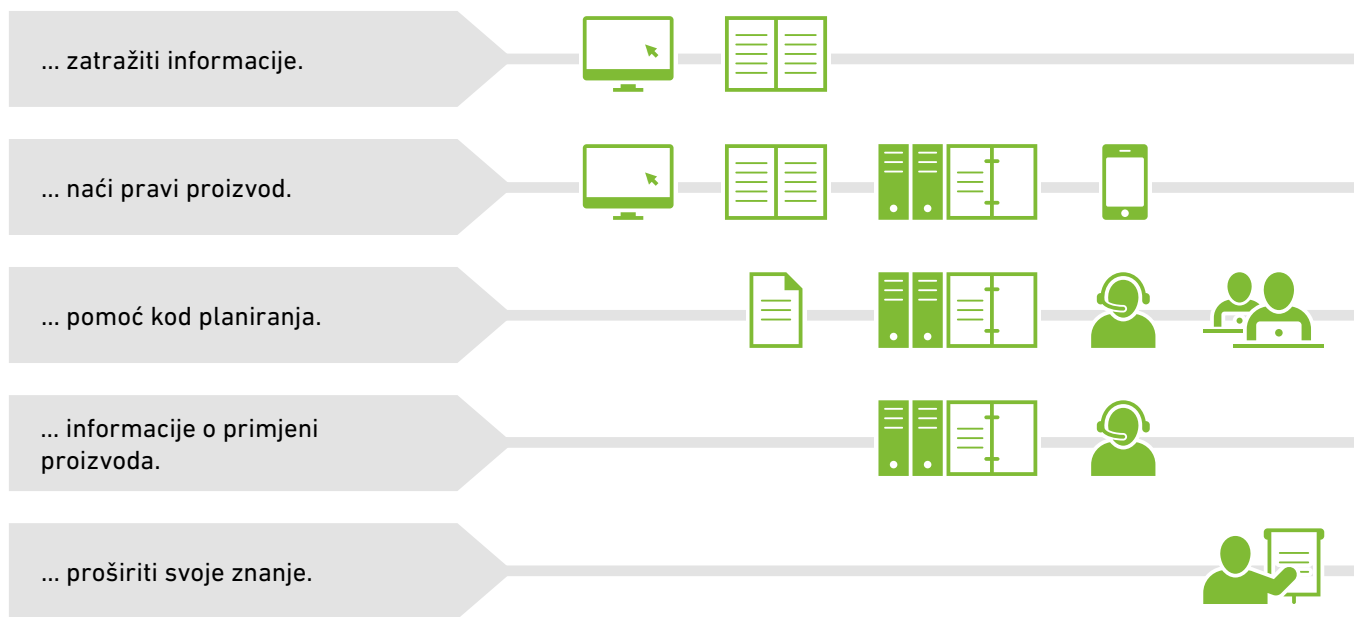 ... zatražiti informacije.
... naći pravi proizvod.
... pomoć kod planiranja.
... informacije o primjeni
proizvoda.
... proširiti svoje znanje.